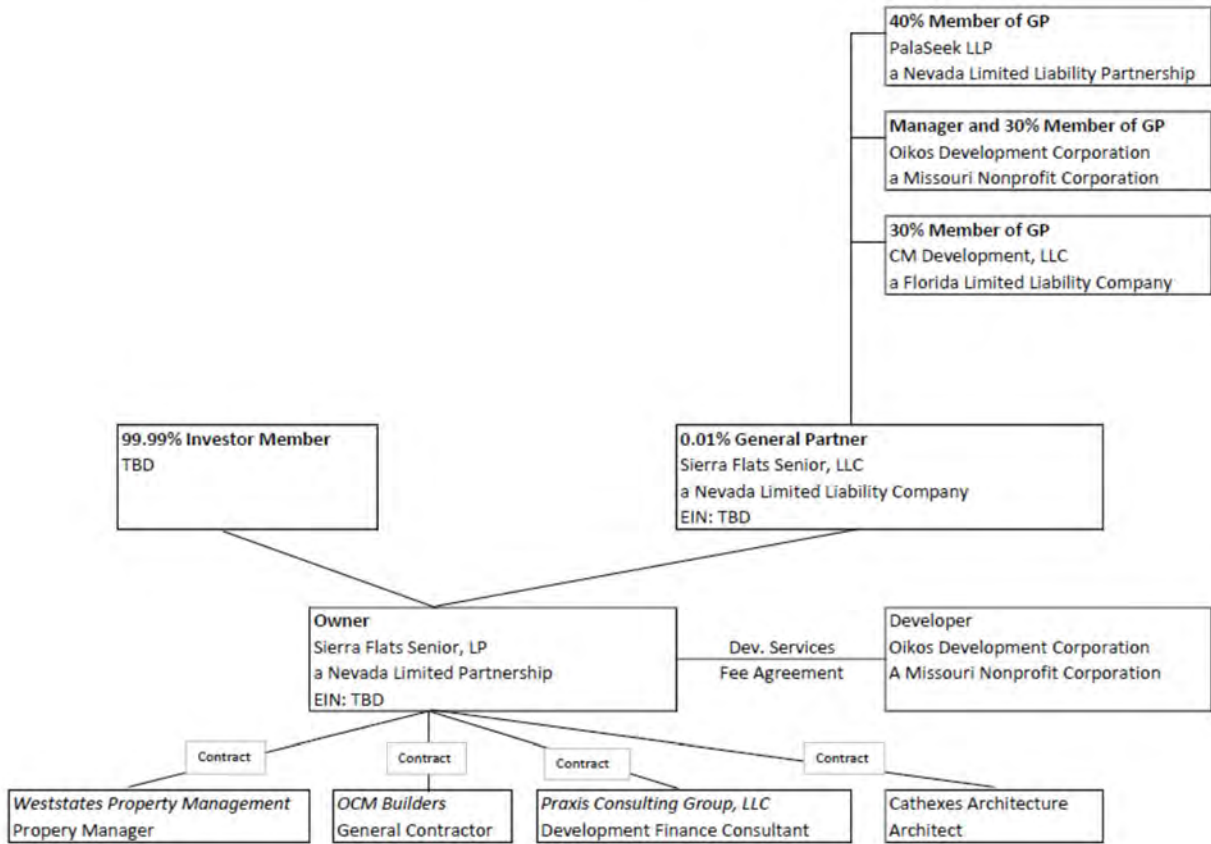 40% Member of GP
PalaSeek LLP
a Nevada Limited Liability Partnership
Manager and 30% Member of GP
Oikos Development Corporation
a Missouri Nonprofit Corporation
30% Member of GP
CM Development, LLC
a Florida Limited Liability Company
99.99% Investor Member
TBD
0.01% General Partner
Sierra Flats Senior, LLC
a Nevada Limited Liability Company
EIN: TBD
Owner
Sierra Flats Senior, LP
a Nevada Limited Partnership
EIN: TBD
Dev. Services
Fee Agreement
Developer
Oikos Development Corporation
A Missouri Nonprofit Corporation
Contract
Contract
Contract
Contract
Weststates Property Management
Propery Manager
OCM Builders
General Contractor
Praxis Consulting Group, LLC
Development Finance Consultant
Cathexes Architecture
Architect